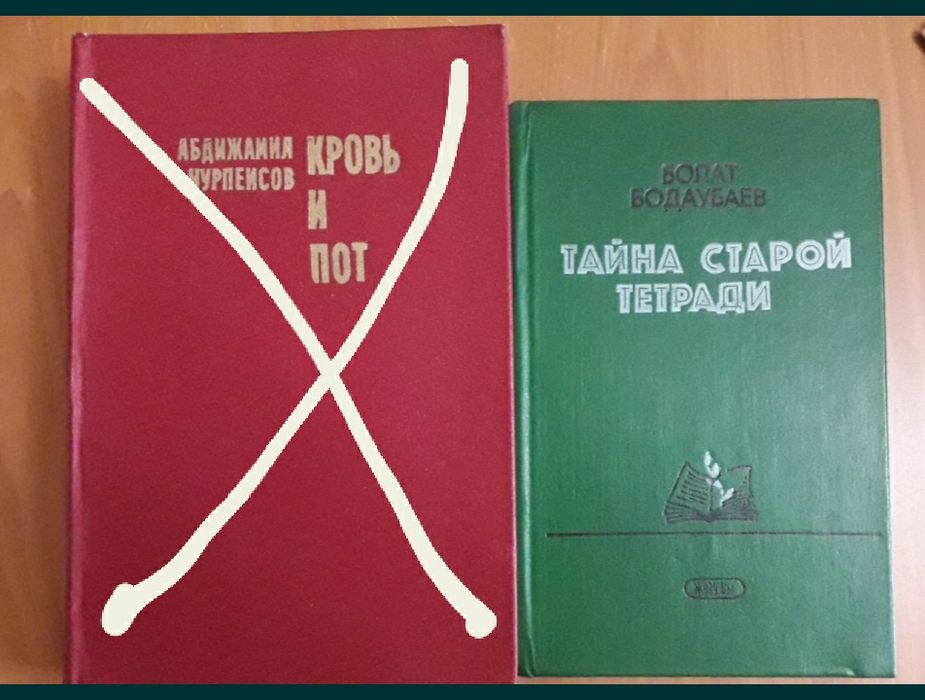 АБДИЖАМИЛ
НУРПЕИСОВ
КРОВЬ
И
ПОТ
БОЛАТ
БОДАУБАЕВ
ТАЙНА СТАРОЙ
ТЕТРАДИ